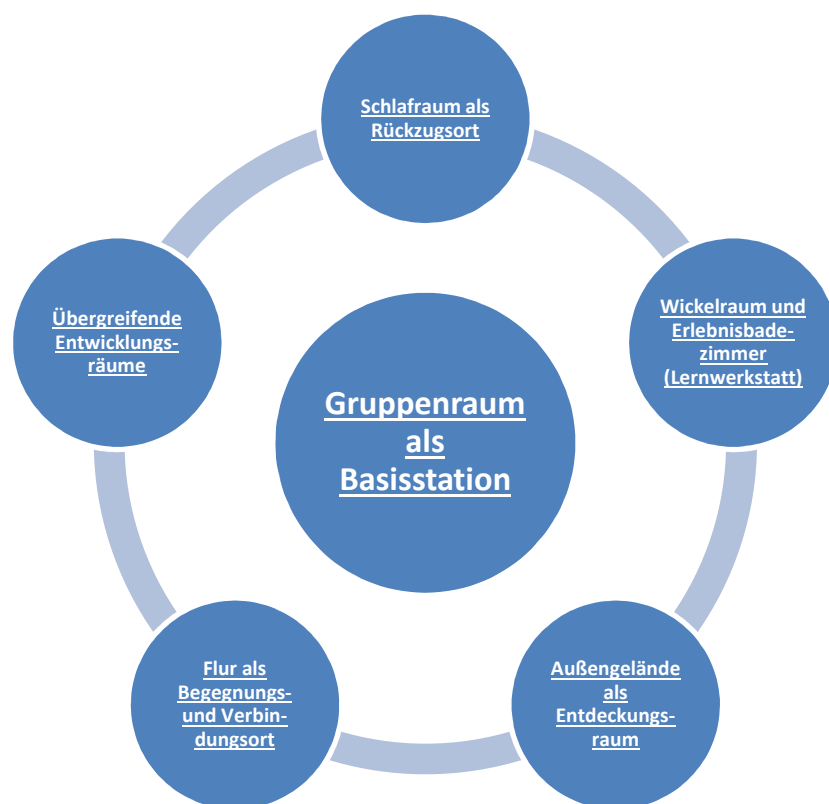 Schlafraum als
Rückzugsort
Wickelraum und
Erlebnisbade-
zimmer
(Lernwerkstatt)
Übergreifende
Entwicklungs-
räume
Gruppenraum
als
Basisstation
Flur als
Begegnungs-
und Verbin-
dungsort
Außengelände
als
Entdeckungs-
raum